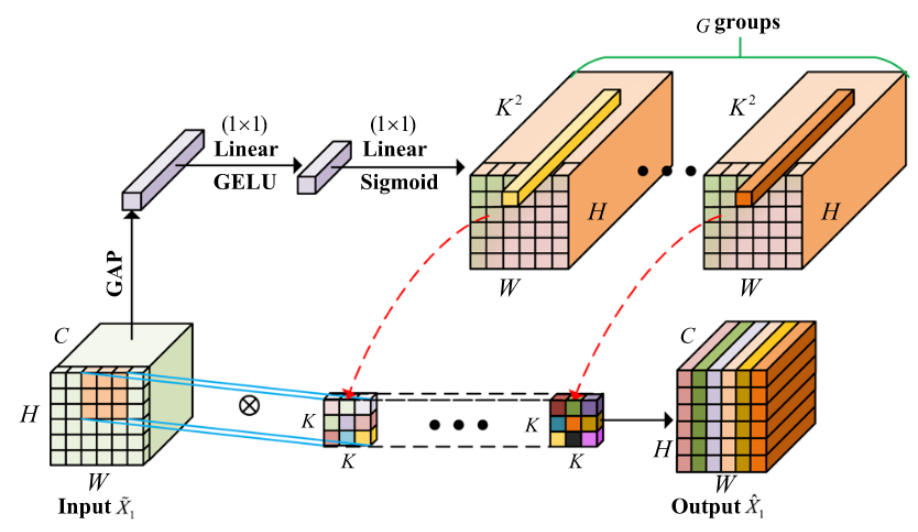 G groups
K²
K²
(1×1)
Linear
GELU
(1×1)
Linear
Sigmoid
H
H
W
W
GAP
C
H
W
Input X̃₁
⊗
K
K
K
K
C
H
W
Output X̂₁